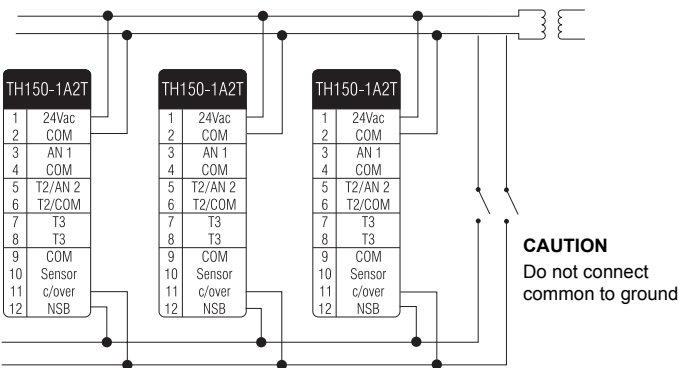 TH150-1A2T
1 24Vac
2 COM
3 AN 1
4 COM
5 T2/AN 2
6 T2/COM
7 T3
8 T3
9 COM
10 Sensor
11 c/over
12 NSB
TH150-1A2T
1 24Vac
2 COM
3 AN 1
4 COM
5 T2/AN 2
6 T2/COM
7 T3
8 T3
9 COM
10 Sensor
11 c/over
12 NSB
TH150-1A2T
1 24Vac
2 COM
3 AN 1
4 COM
5 T2/AN 2
6 T2/COM
7 T3
8 T3
9 COM
10 Sensor
11 c/over
12 NSB
CAUTION
Do not connect
common to ground